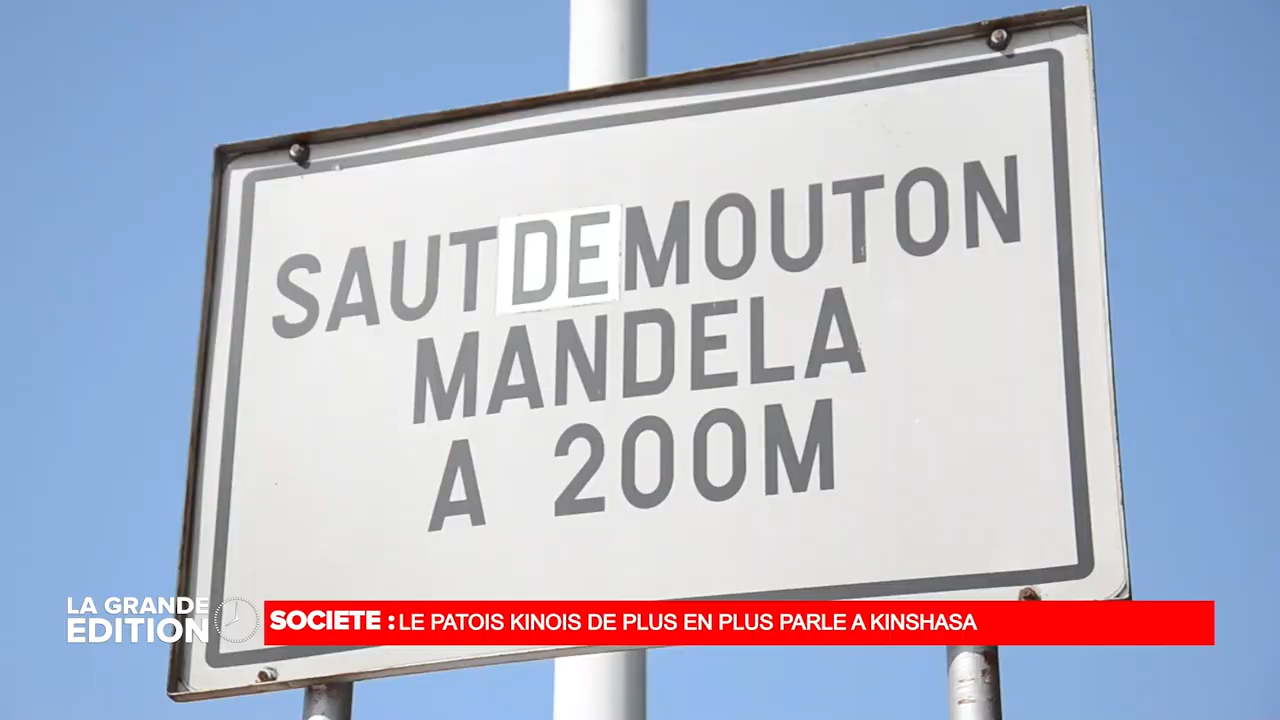 SAUT DE MOUTON
MANDELA
A 200M
LA GRANDE
EDITION
SOCIETE : LE PATOIS KINOIS DE PLUS EN PLUS PARLE A KINSHASA